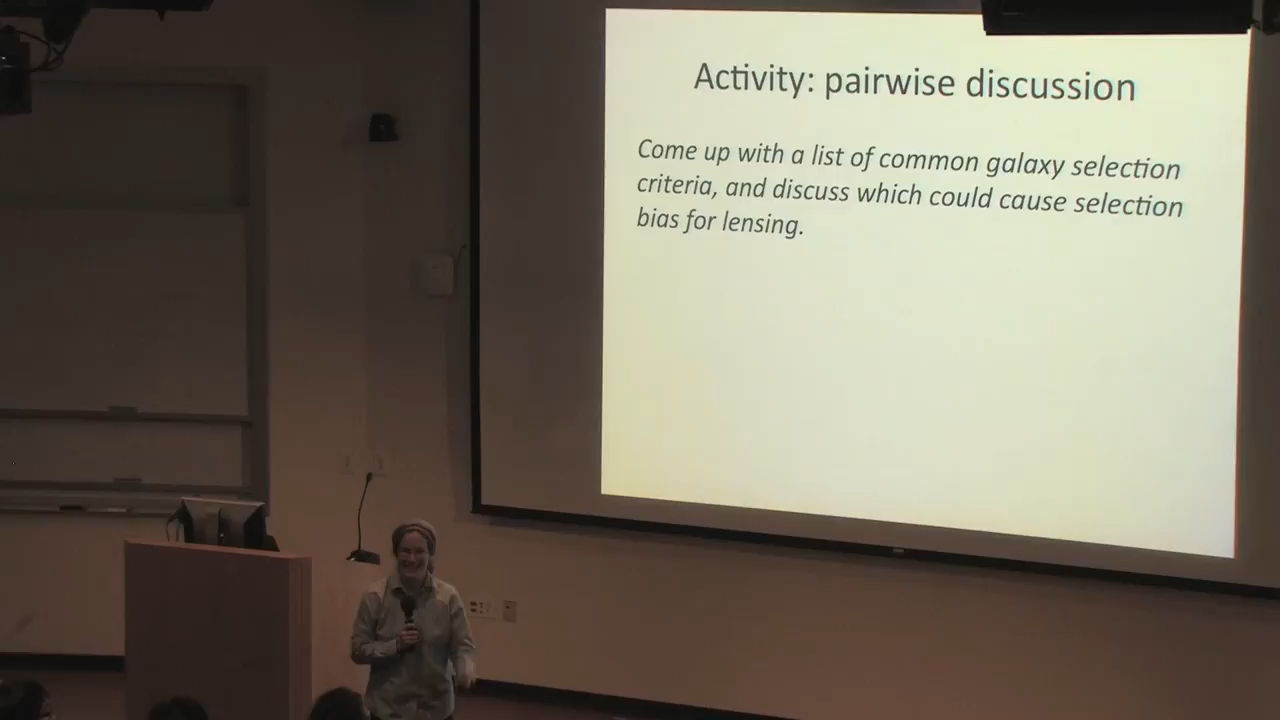 Activity: pairwise discussion
Come up with a list of common galaxy selection
criteria, and discuss which could cause selection
bias for lensing.